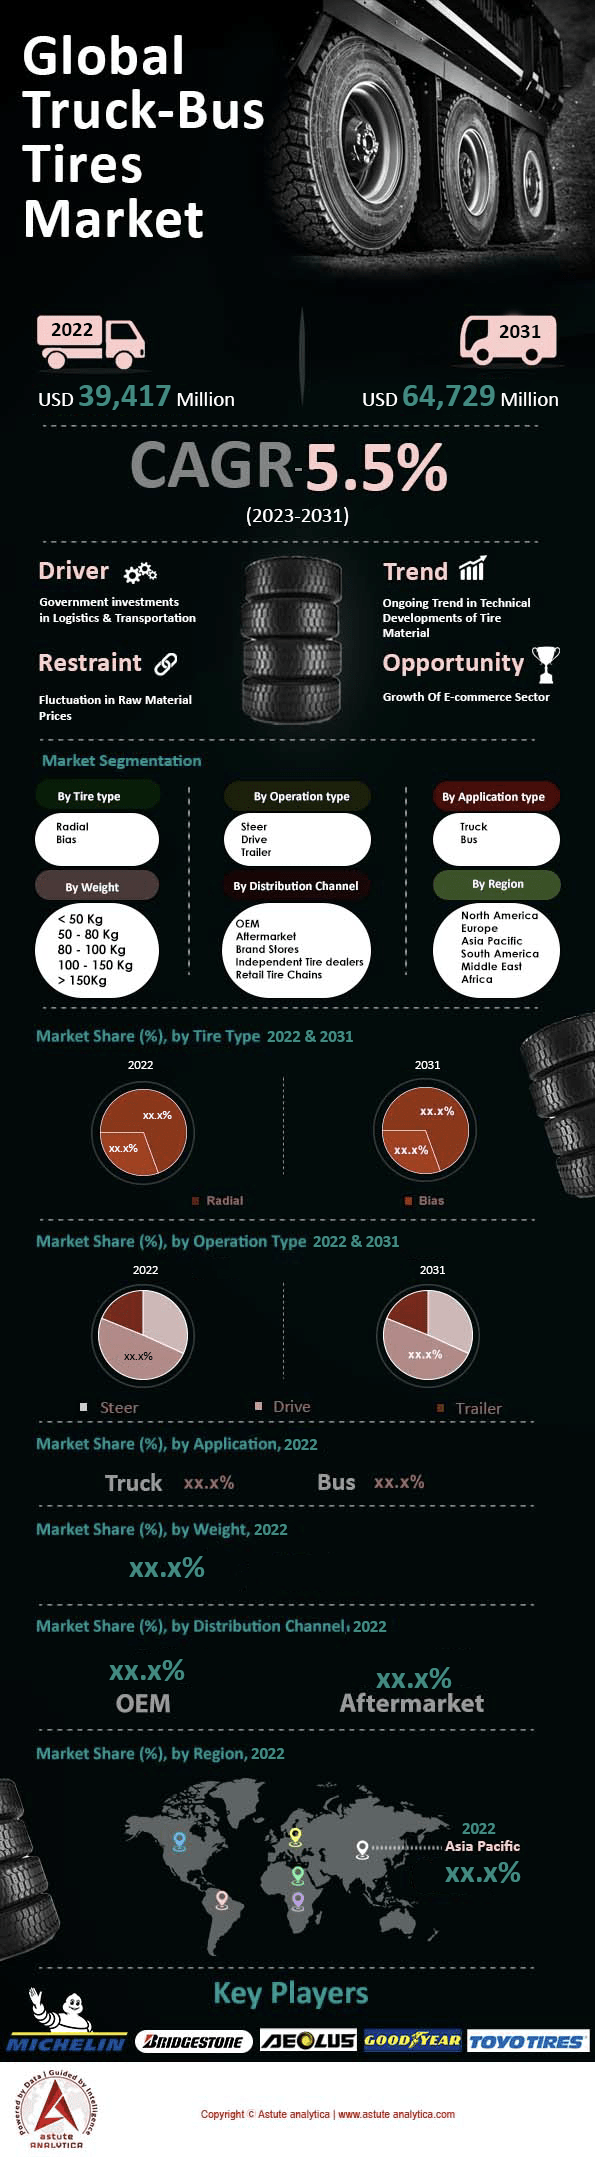 Global
Truck-Bus
Tires
Market
2022
2031
USD 39,417 Million
USD 64,729 Million
CAGR-5.5%
(2023-2031)
Driver
Government investments
in Logistics & Transportation
Trend
Ongoing Trend in Technical
Developments of Tire
Material
Restraint
Fluctuation in Raw Material
Prices
Opportunity
Growth Of E-commerce Sector
Market Segmentation
By Tire type
Radial
Bias
By Operation type
Steer
Drive
Trailer
By Application type
Truck
Bus
By Weight
< 50 Kg
50 - 80 Kg
80 - 100 Kg
100 - 150 Kg
> 150Kg
By Distribution Channel
OEM
Aftermarket
Brand Stores
Independent Tire dealers
Retail Tire Chains
By Region
North America
Europe
Asia Pacific
South America
Middle East
Africa
Market Share (%), by Tire Type 2022 & 2031
2022
2031
xx.x%
xx.x%
xx.x%
xx.x%
Radial
Bias
Market Share (%), by Operation Type 2022 & 2031
2022
2031
xx.x%
xx.x%
Steer
Drive
Trailer
Market Share (%), by Application, 2022
Truck xx.x%
Bus xx.x%
Market Share (%), by Weight, 2022
xx.x%
Market Share (%), by Distribution Channel, 2022
xx.x%
OEM
xx.x%
Aftermarket
Market Share (%), by Region, 2022
2022
Asia Pacific
xx.x%
Key Players
MICHELIN
BRIDGESTONE
AEOLUS
GOODYEAR
TOYO TIRES
Powered by Data | Guided by Intelligence
astute
ANALYTICA
Copyright © Astute analytica | www.astute analytica.com